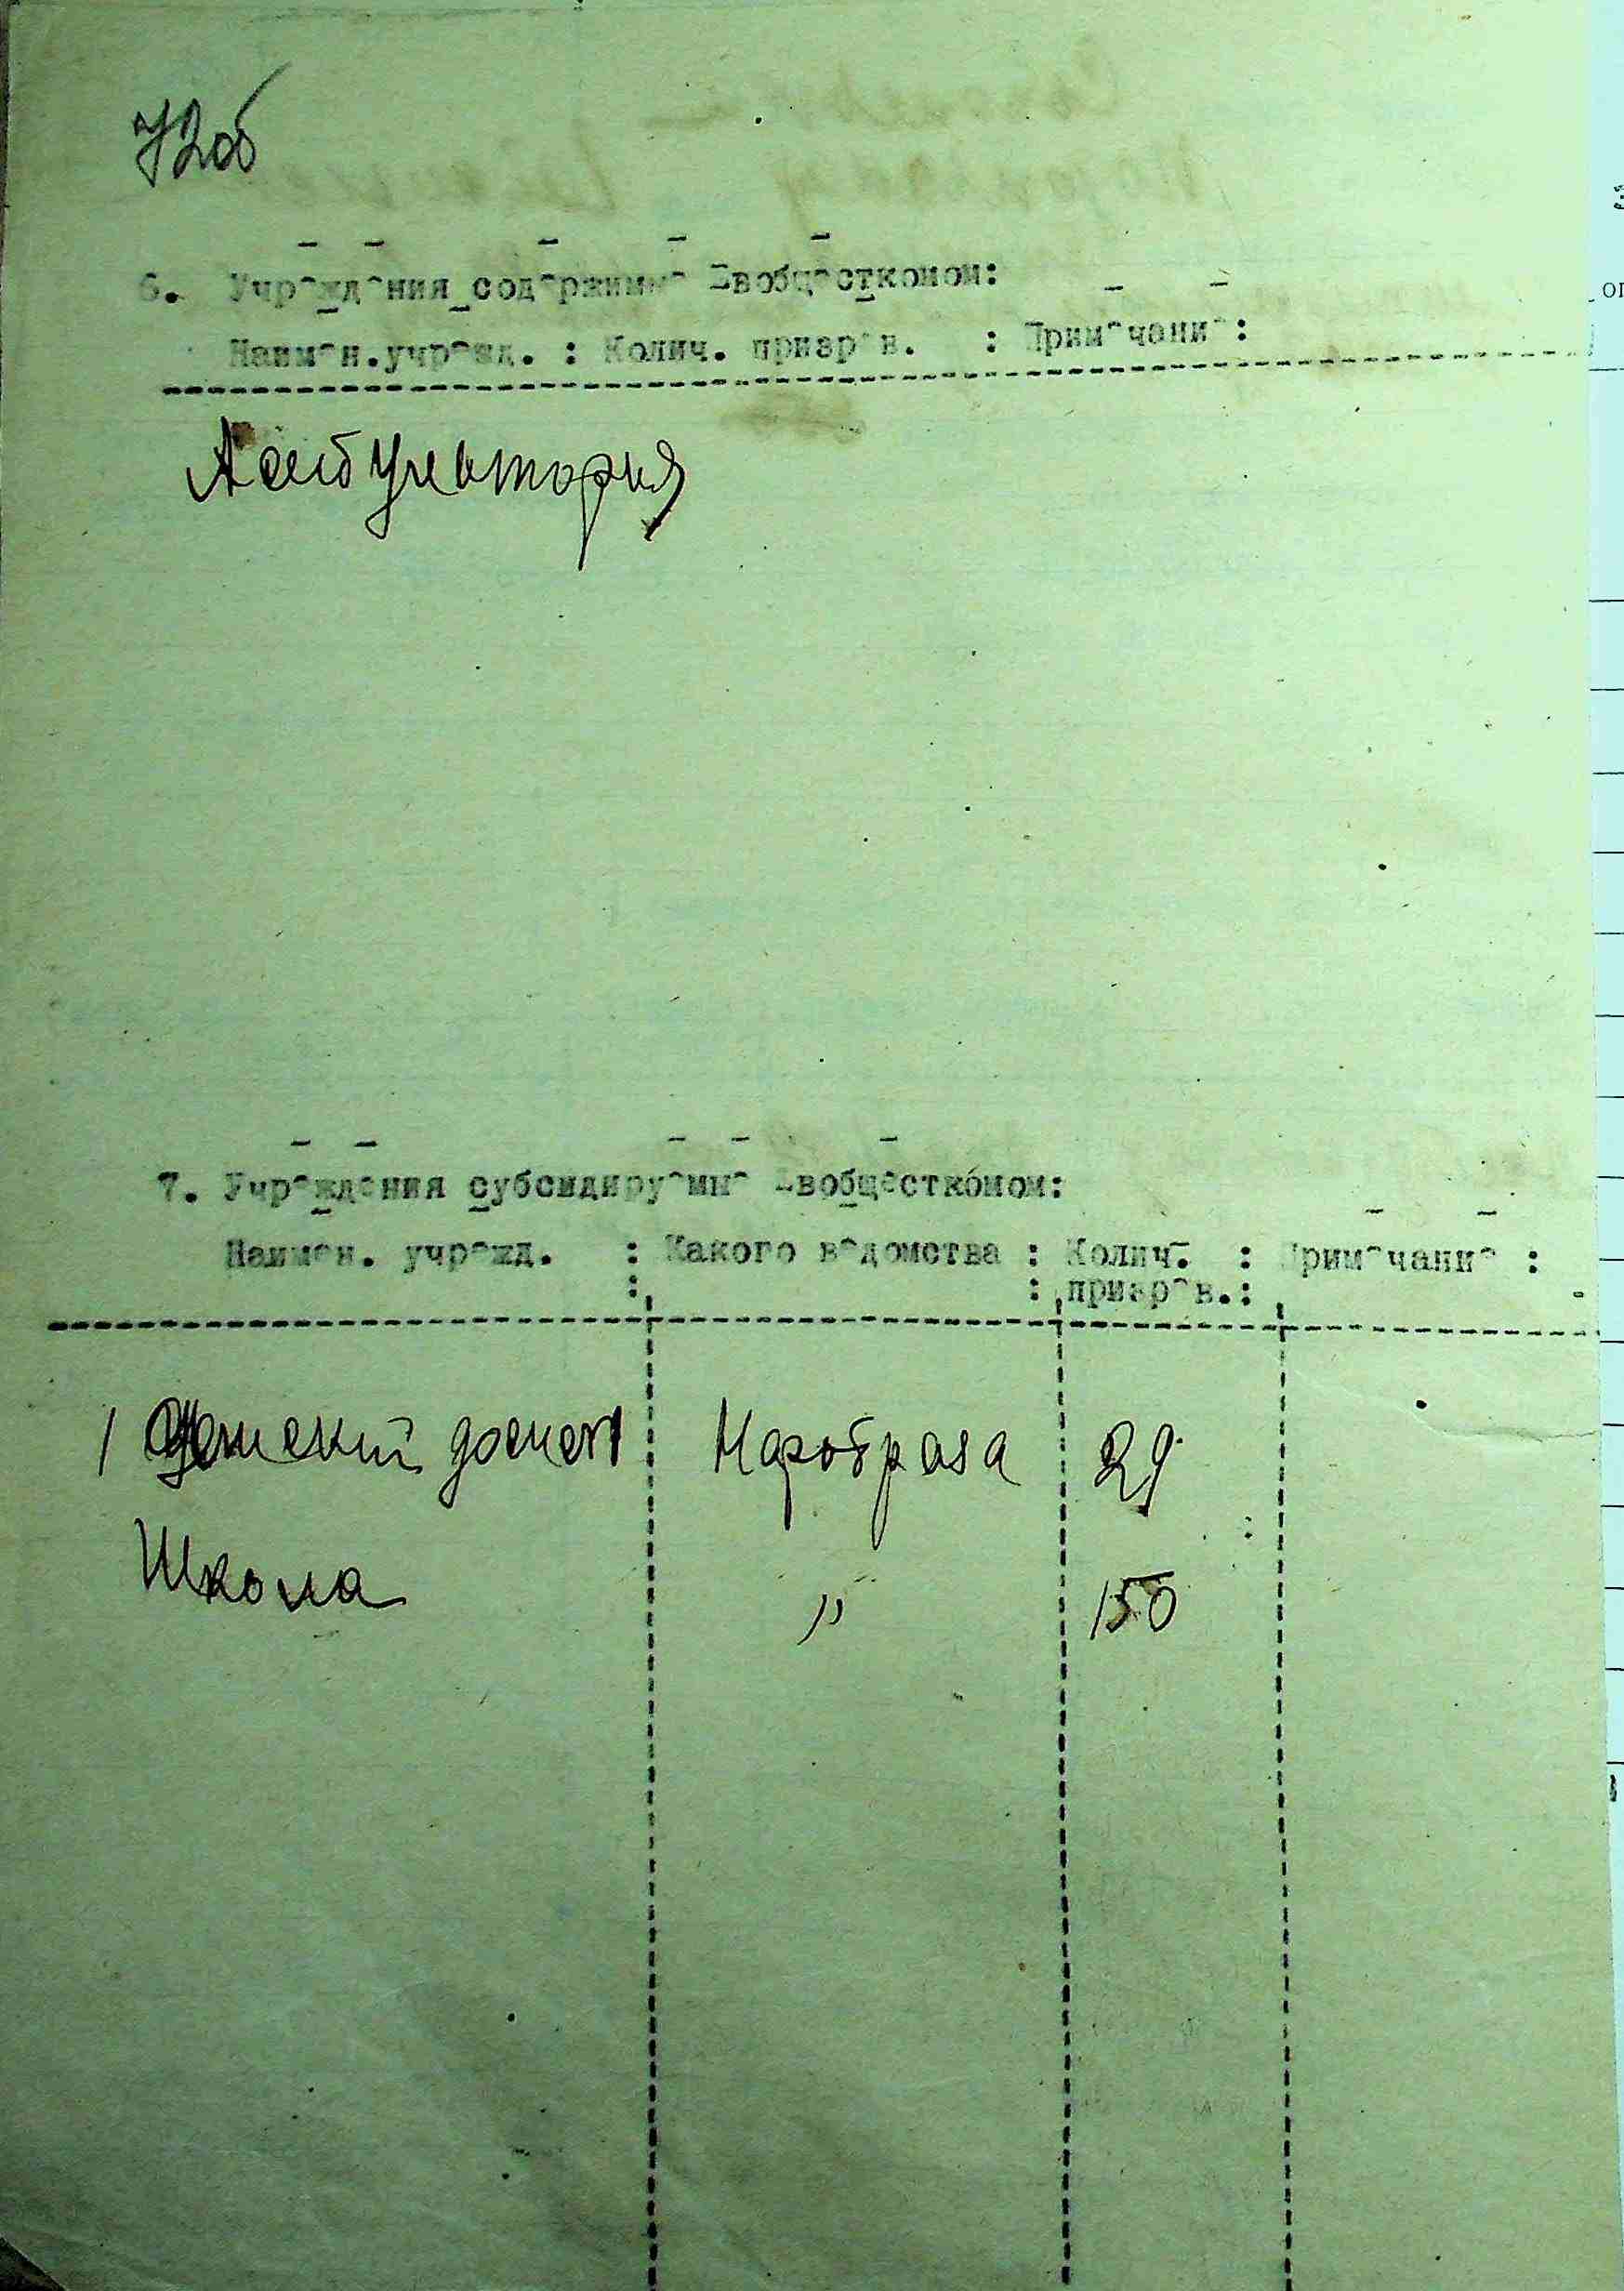 72об
6. Учреждения содержимые Евобщесткомом:
Наимен.учрежд. : Колич. призрев. : Примечание:
Амбулатория
7. Учреждения субсидируемые Евобщесткомом:
Наимен. учрежд. : Какого ведомства : Колич. : Примечание :
: : призрев.:
1 Детский дом Наробраза 29
Школа " 150